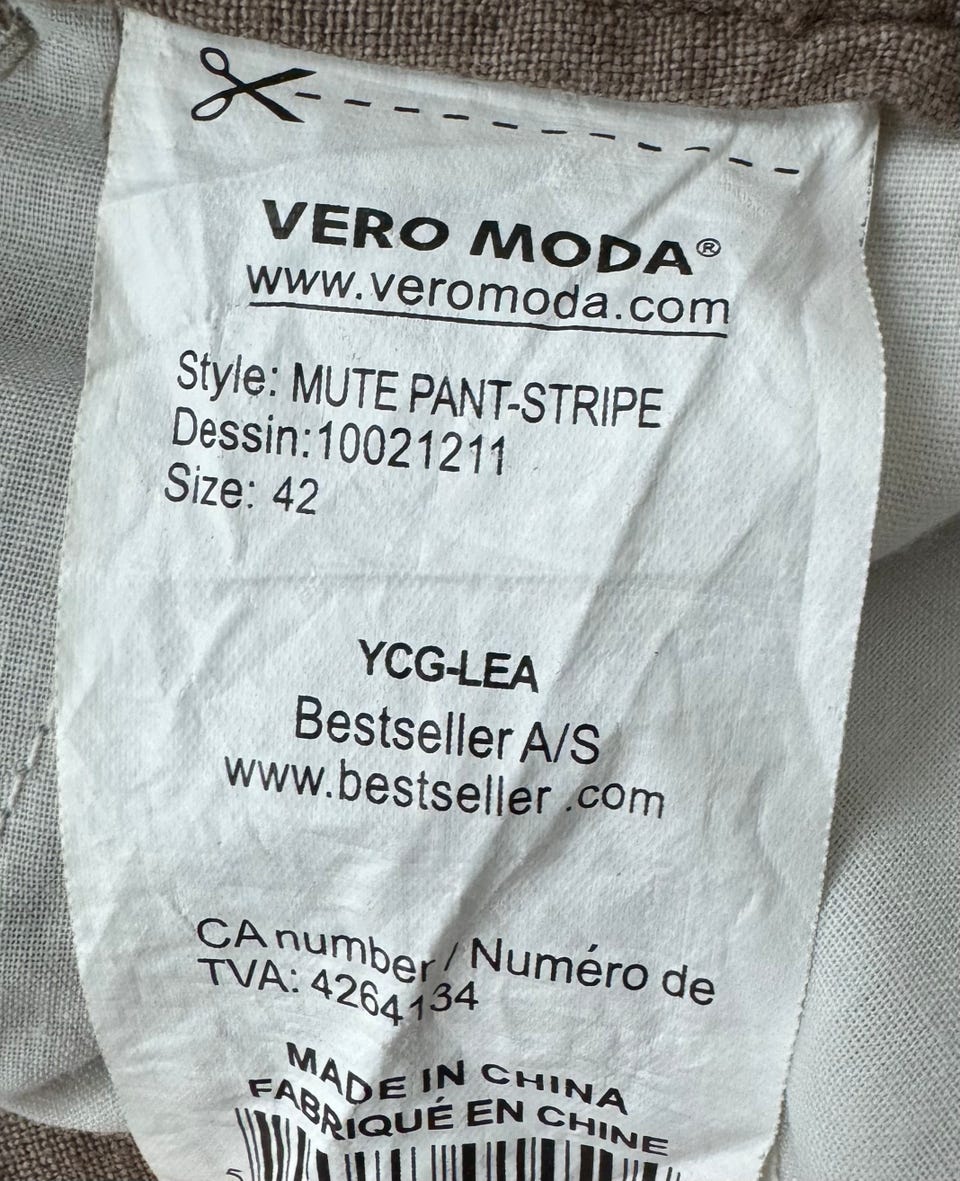 VERO MODA®
www.veromoda.com
Style: MUTE PANT-STRIPE
Dessin:10021211
Size: 42
YCG-LEA
Bestseller A/S
www.bestseller .com
CA number / Numéro de
TVA: 4264134
MADE IN CHINA
FABRIQUÉ EN CHINE
5